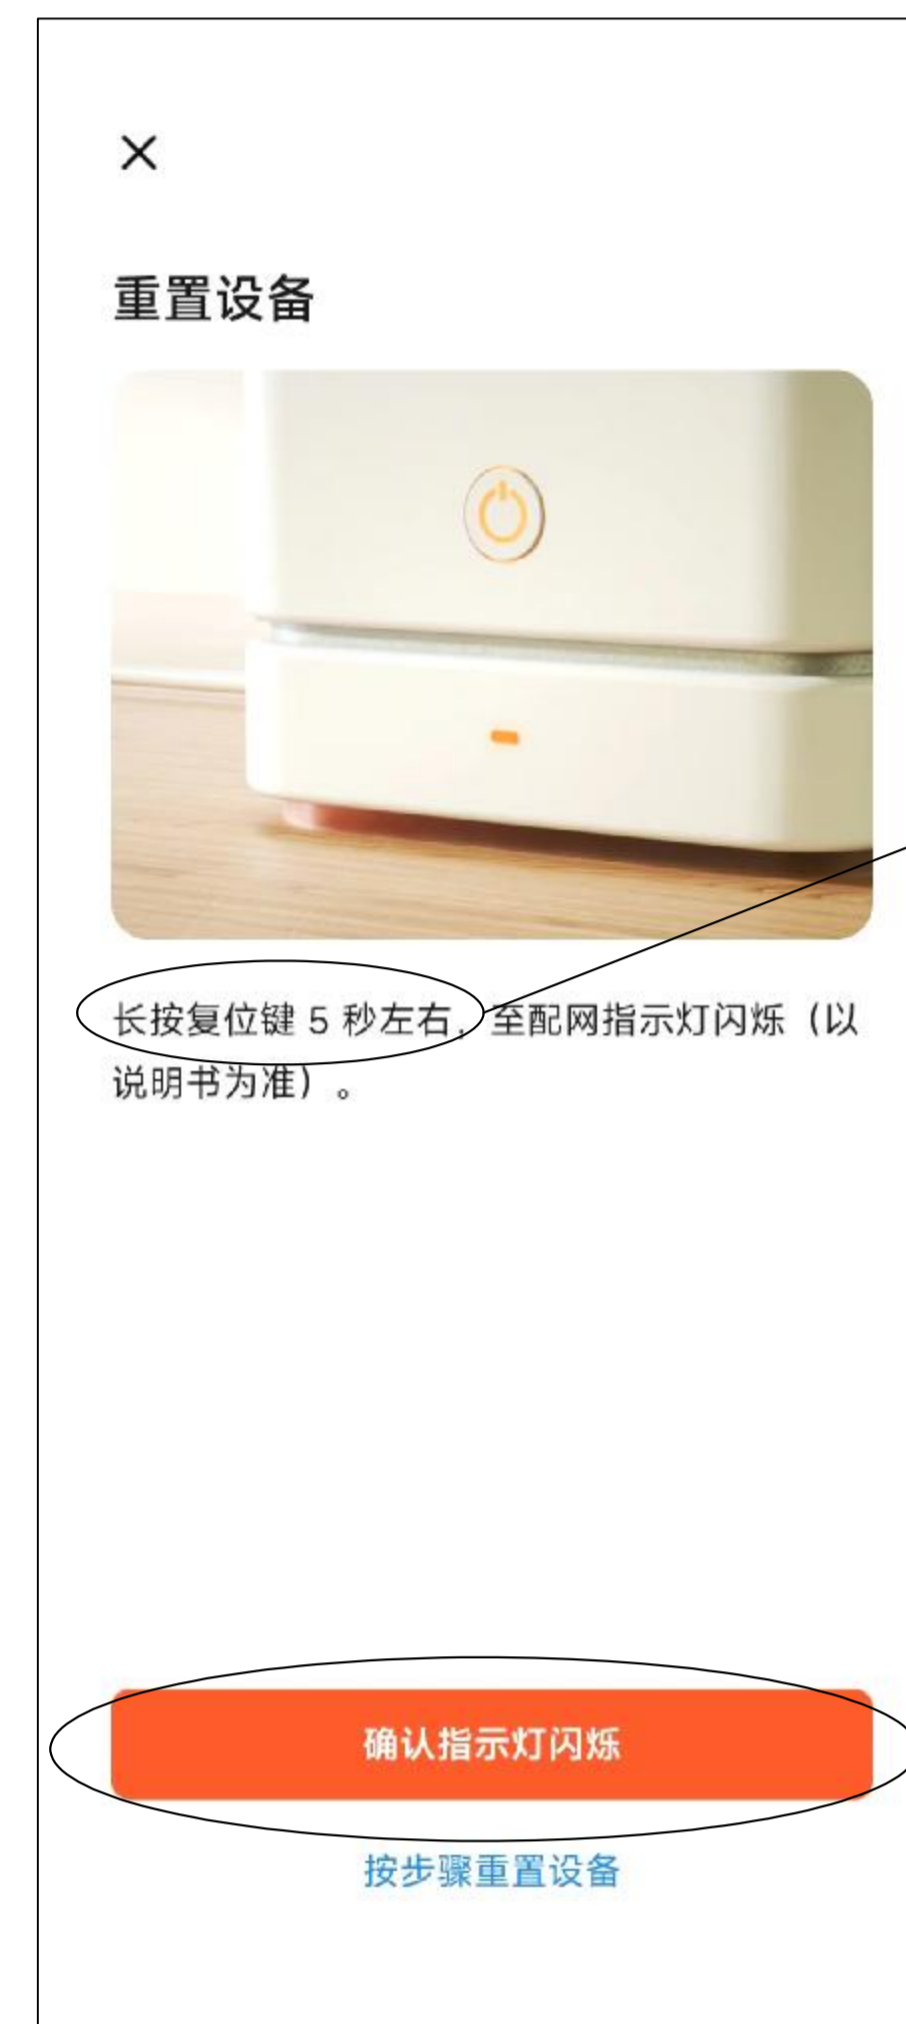 重置设备
长按复位键 5 秒左右，至配网指示灯闪烁（以
说明书为准）。
确认指示灯闪烁
按步骤重置设备